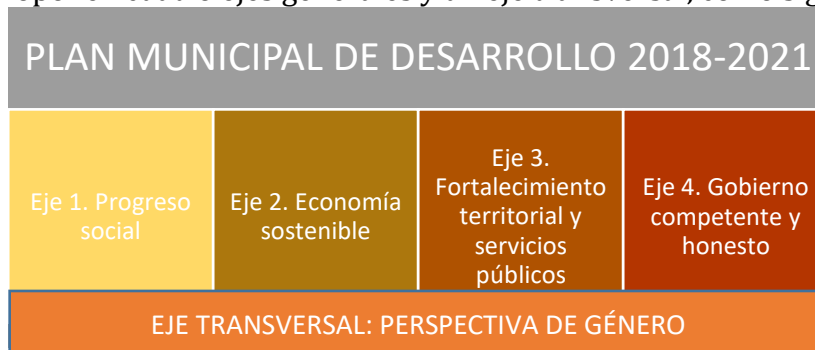 PLAN MUNICIPAL DE DESARROLLO 2018-2021
Eje 1. Progreso
social
Eje 2. Economía
sostenible
Eje 3.
Fortalecimiento
territorial y
servicios
públicos
Eje 4. Gobierno
competente y
honesto
EJE TRANSVERSAL: PERSPECTIVA DE GÉNERO